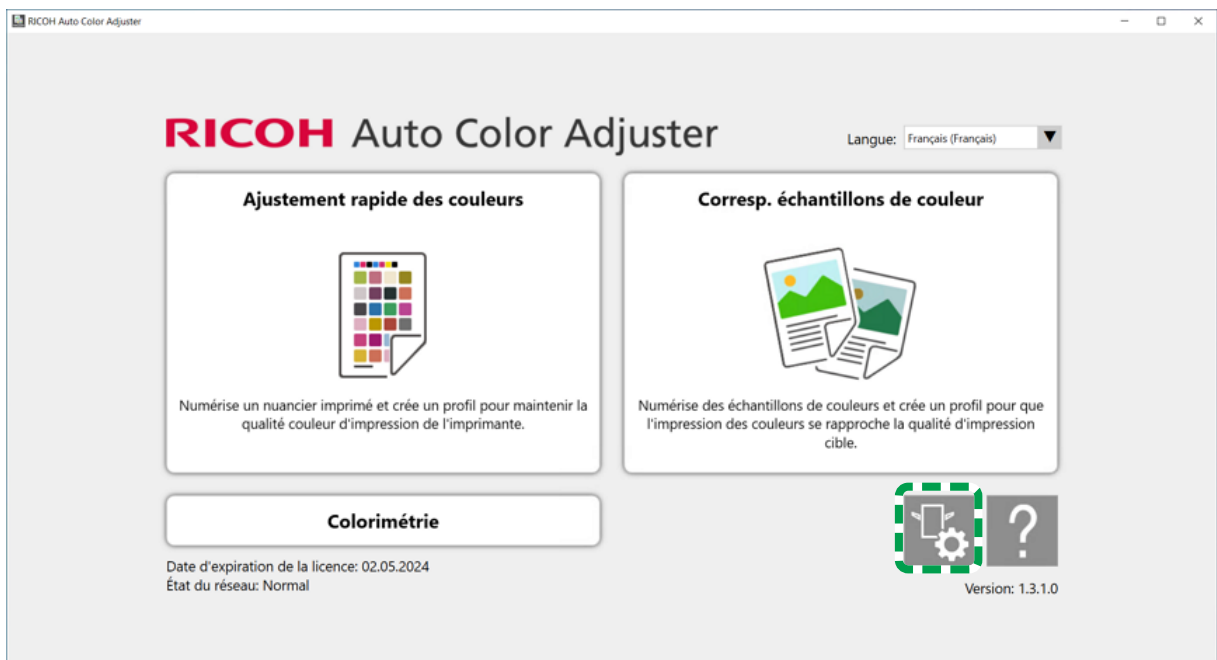 RICOH Auto Color Adjuster
RICOH Auto Color Adjuster
Langue: Français (Français)
Ajustement rapide des couleurs
Numérise un nuancier imprimé et crée un profil pour maintenir la
qualité couleur d'impression de l'imprimante.
Corresp. échantillons de couleur
Numérise des échantillons de couleurs et crée un profil pour que
l'impression des couleurs se rapproche la qualité d'impression
cible.
Colorimétrie
?
Date d'expiration de la licence: 02.05.2024
État du réseau: Normal
Version: 1.3.1.0